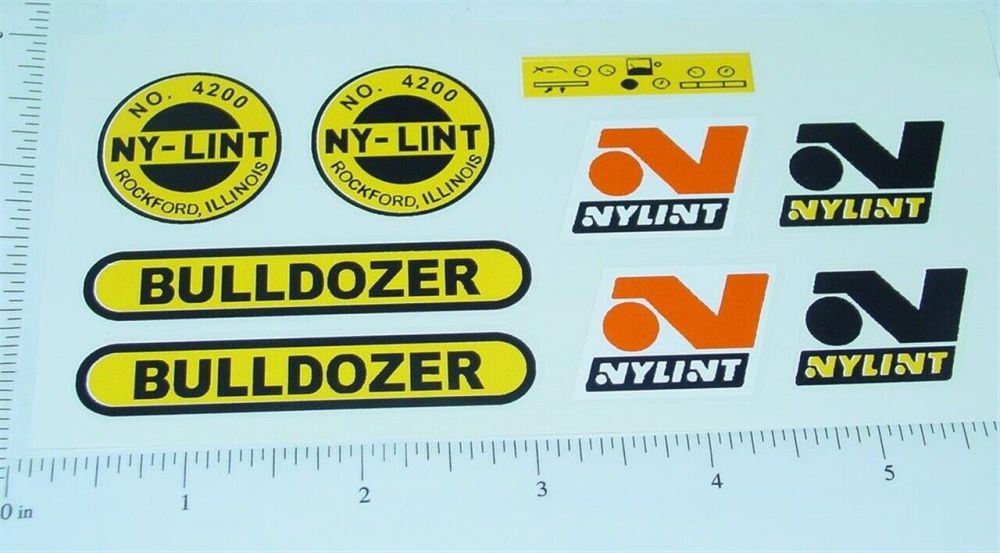 NO. 4200
NY-LINT
ROCKFORD, ILLINOIS
NO. 4200
NY-LINT
ROCKFORD, ILLINOIS
NYLINT
NYLINT
BULLDOZER
BULLDOZER
NYLINT
NYLINT
0 in 1 2 3 4 5